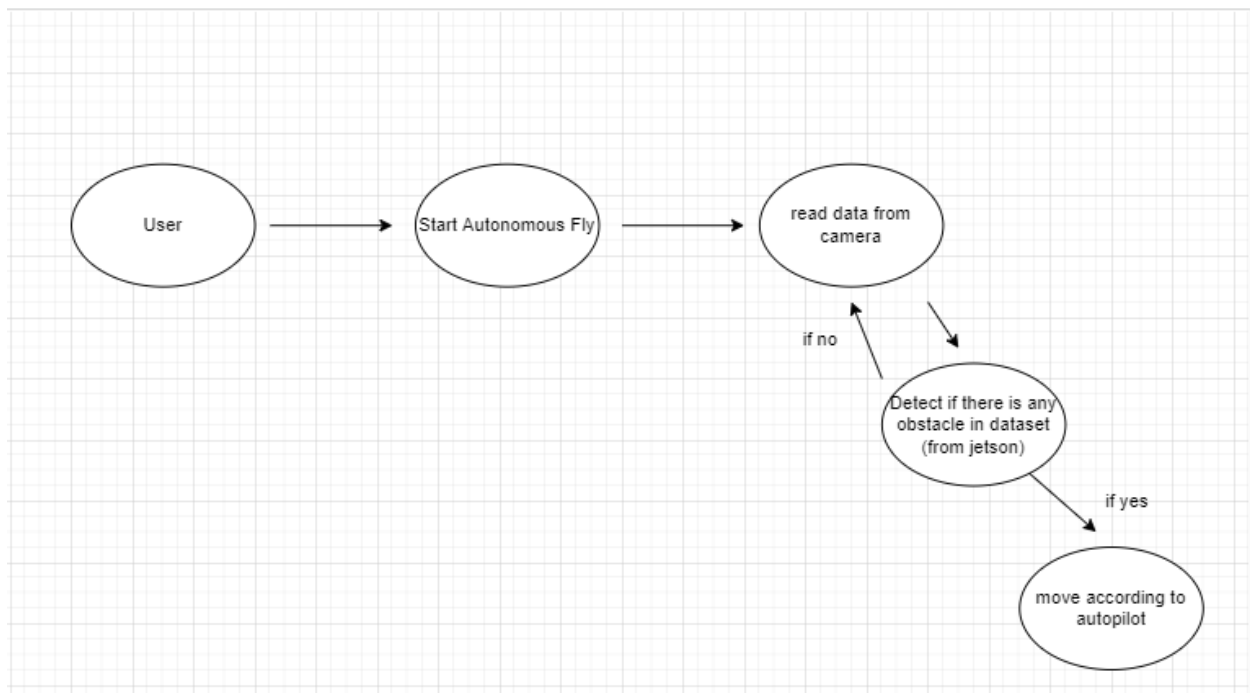 User
Start Autonomous Fly
read data from
camera
if no
Detect if there is any
obstacle in dataset
(from jetson)
if yes
move according to
autopilot